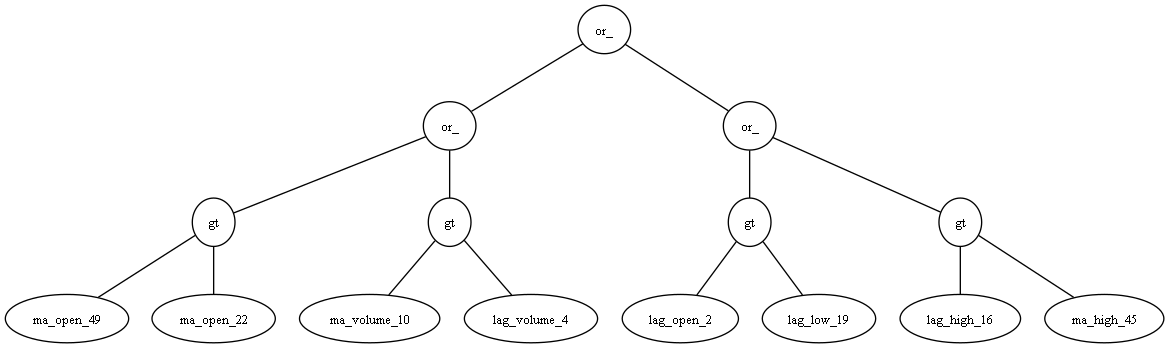 or_
or_
or_
gt
gt
gt
gt
ma_open_49
ma_open_22
ma_volume_10
lag_volume_4
lag_open_2
lag_low_19
lag_high_16
ma_high_45